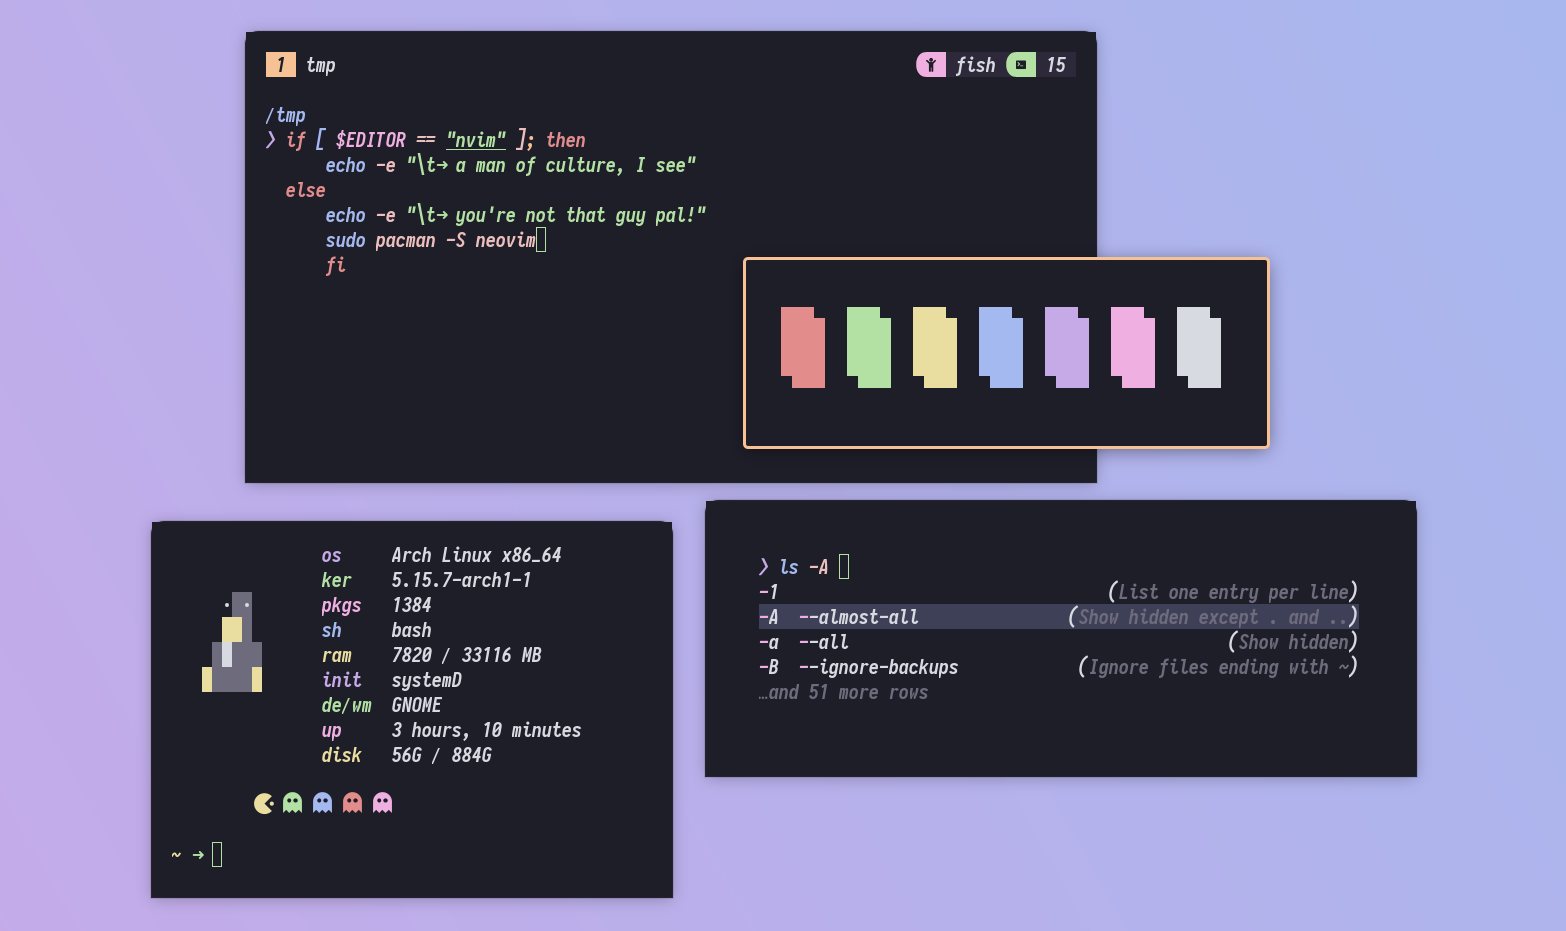 1 tmp
fish 15
/tmp
❯ if [ $EDITOR == "nvim" ]; then
echo -e "\t→ a man of culture, I see"
else
echo -e "\t→ you're not that guy pal!"
sudo pacman -S neovim
fi
os Arch Linux x86_64
ker 5.15.7-arch1-1
pkgs 1384
sh bash
ram 7820 / 33116 MB
init systemD
de/wm GNOME
up 3 hours, 10 minutes
disk 56G / 884G
~ →
❯ ls -A
-1 (List one entry per line)
-A --almost-all (Show hidden except . and ..)
-a --all (Show hidden)
-B --ignore-backups (Ignore files ending with ~)
…and 51 more rows